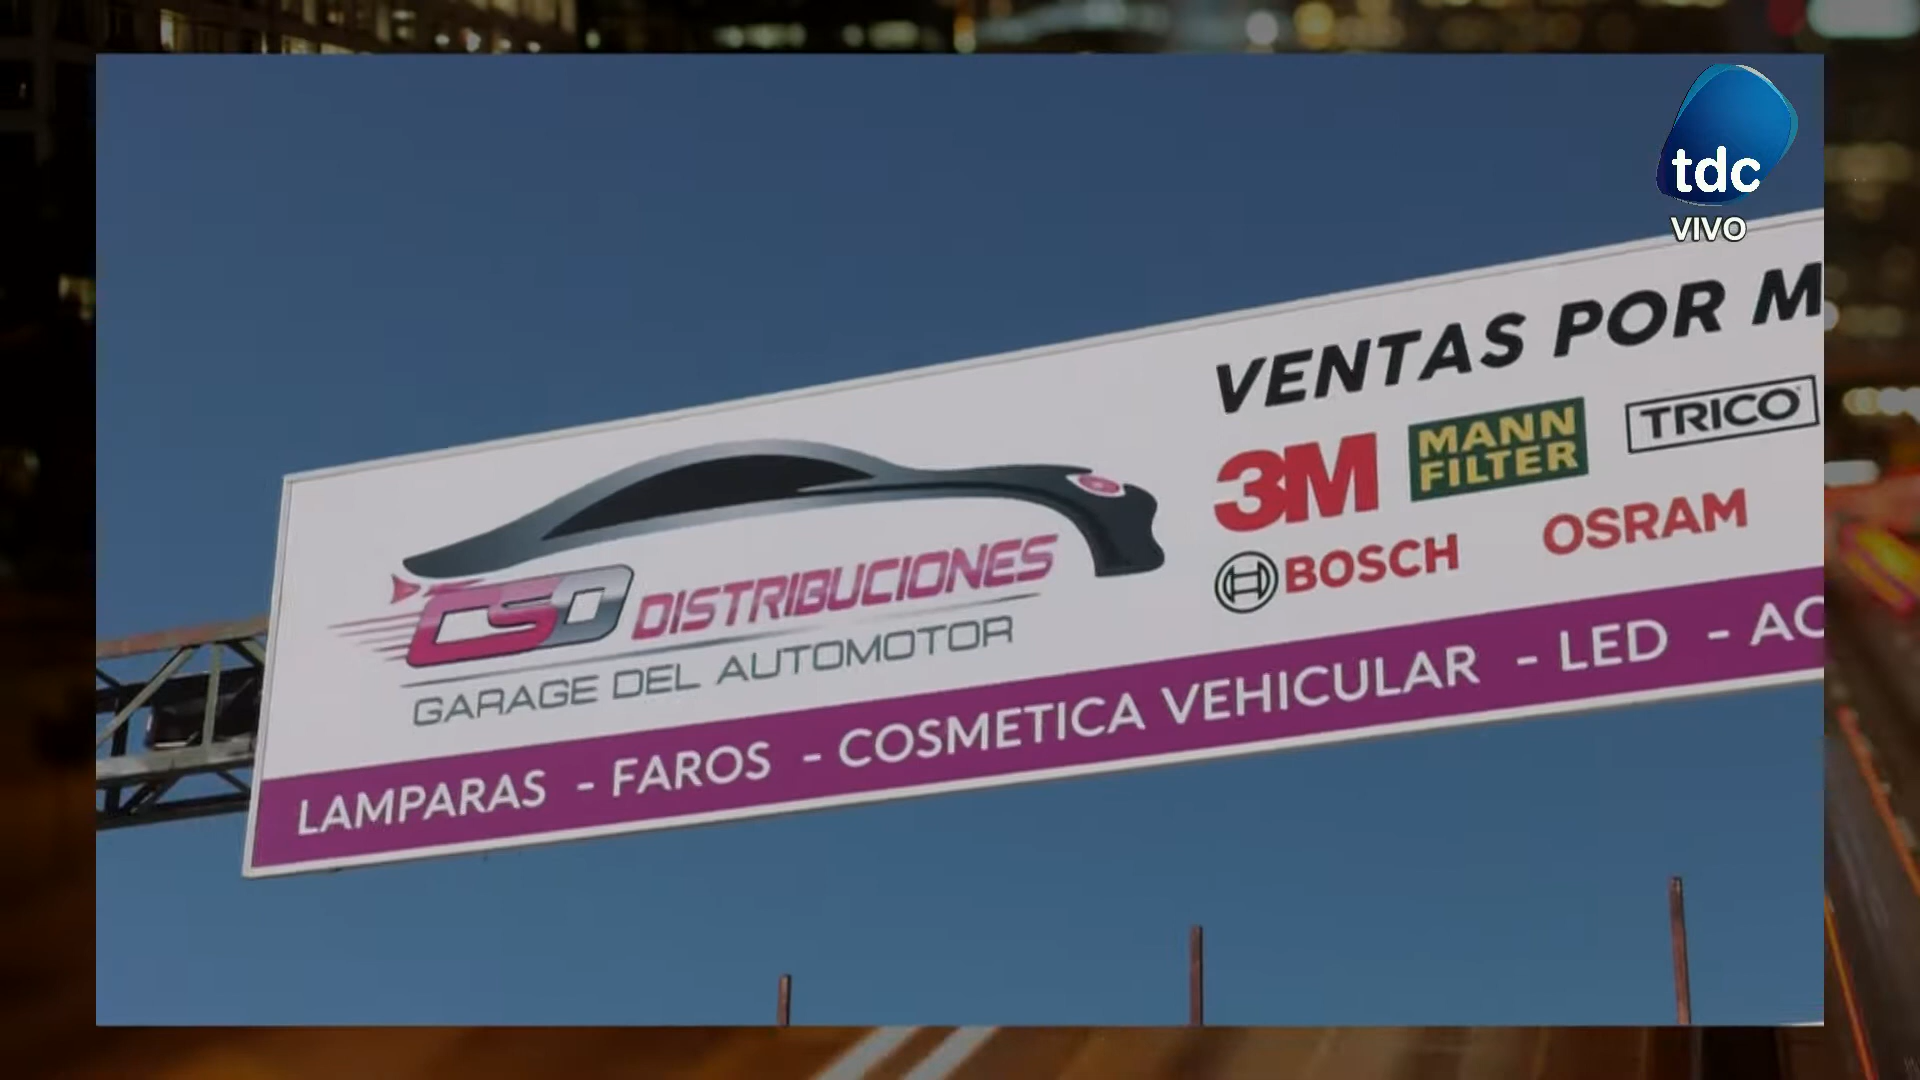 tdc
VIVO
VENTAS POR M
3M
MANN
FILTER
TRICO
BOSCH
OSRAM
CSD DISTRIBUCIONES
GARAGE DEL AUTOMOTOR
LAMPARAS - FAROS - COSMETICA VEHICULAR - LED - AC